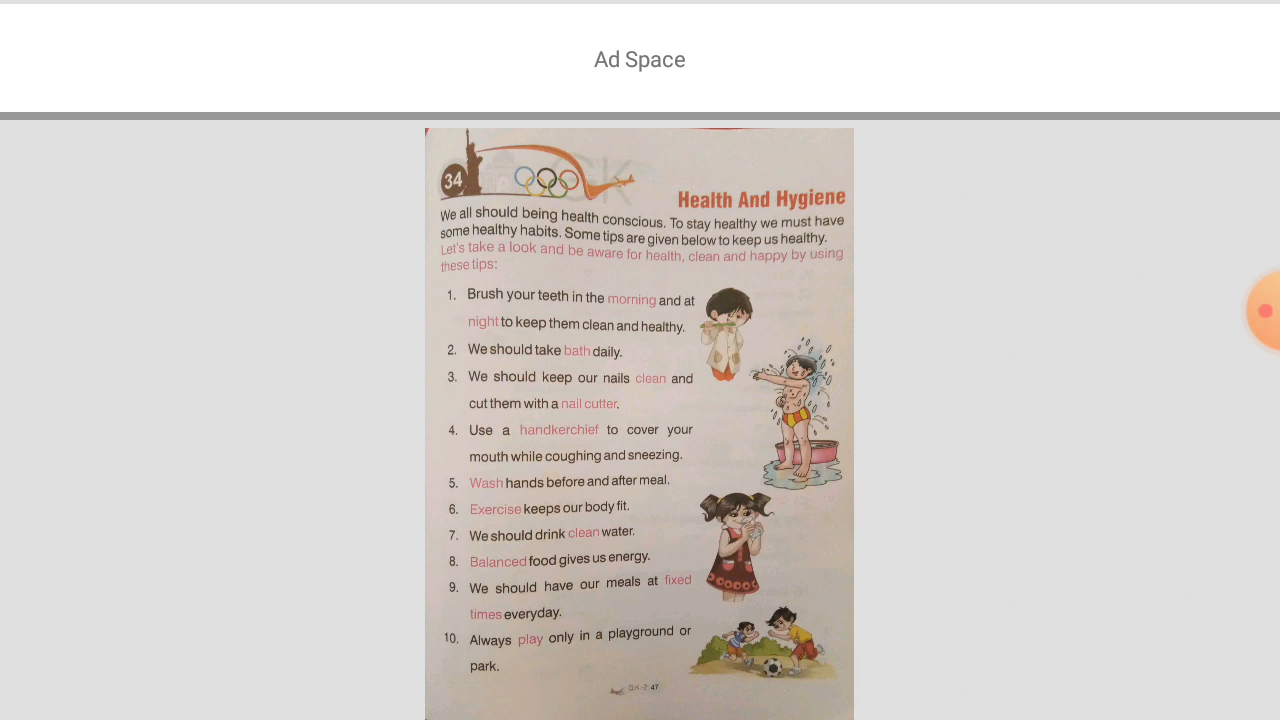 Ad Space
34
Health And Hygiene
We all should being health conscious. To stay healthy we must have
some healthy habits. Some tips are given below to keep us healthy.
Let's take a look and be aware for health, clean and happy by using
these tips:
1. Brush your teeth in the morning and at
night to keep them clean and healthy.
2. We should take bath daily.
3. We should keep our nails clean and
cut them with a nail cutter.
4. Use a handkerchief to cover your
mouth while coughing and sneezing.
5. Wash hands before and after meal.
6. Exercise keeps our body fit.
7. We should drink clean water.
8. Balanced food gives us energy.
9. We should have our meals at fixed
times everyday.
10. Always play only in a playground or
park.
G.K.-2 47